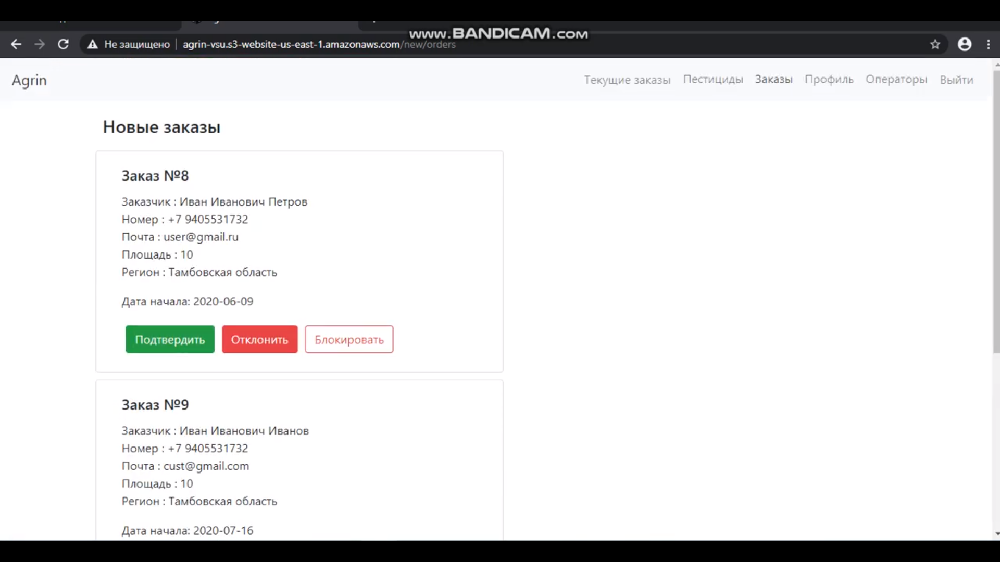 www.BANDICAM.com
Не защищено agrin-vsu.s3-website-us-east-1.amazonaws.com/new/orders
Agrin Текущие заказы Пестициды Заказы Профиль Операторы Выйти
Новые заказы
Заказ №8
Заказчик : Иван Иванович Петров
Номер : +7 9405531732
Почта : user@gmail.ru
Площадь : 10
Регион : Тамбовская область
Дата начала: 2020-06-09
Подтвердить Отклонить Блокировать
Заказ №9
Заказчик : Иван Иванович Иванов
Номер : +7 9405531732
Почта : cust@gmail.com
Площадь : 10
Регион : Тамбовская область
Дата начала: 2020-07-16